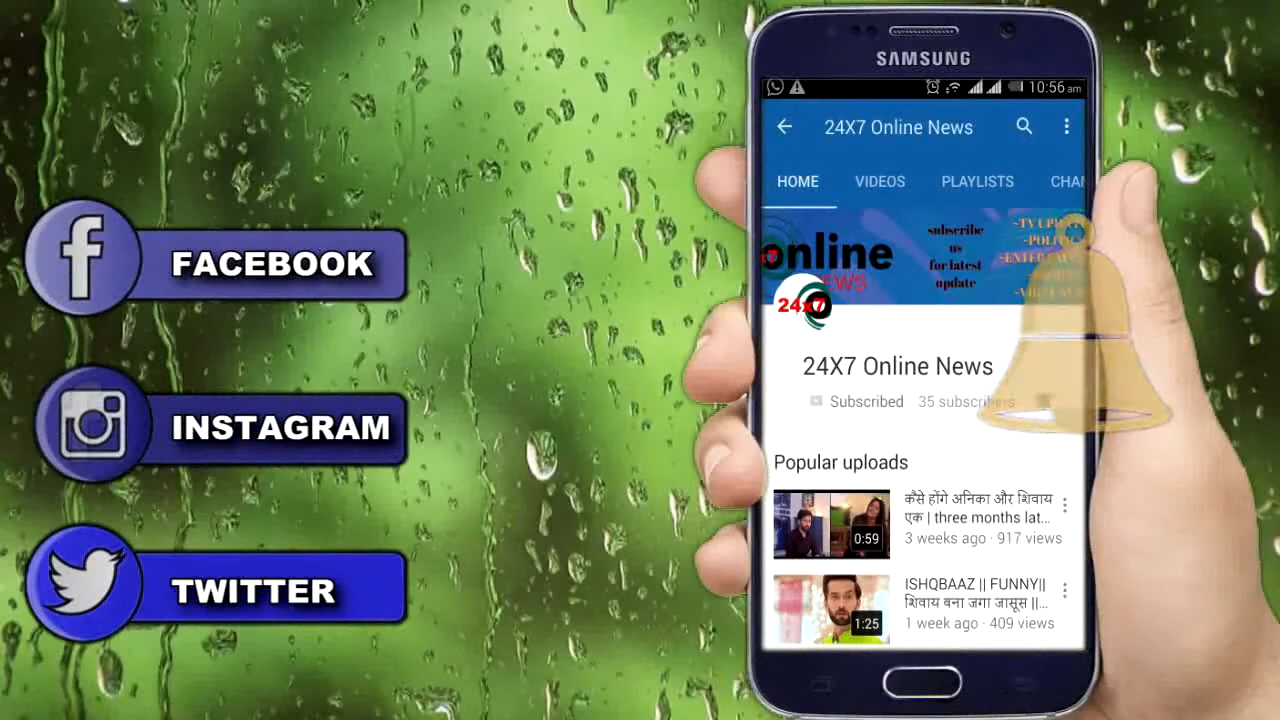 FACEBOOK
INSTAGRAM
TWITTER
SAMSUNG
10:56 am
24X7 Online News
HOME VIDEOS PLAYLISTS CHAN
online
NEWS
24x7
subscribe
us
for latest
update
24X7 Online News
Subscribed 35 subscribers
Popular uploads
कैसे होंगे अनिका और शिवाय
एक | three months lat...
3 weeks ago · 917 views
0:59
ISHQBAAZ || FUNNY||
शिवाय बना जगा जासूस ||...
1 week ago · 409 views
1:25